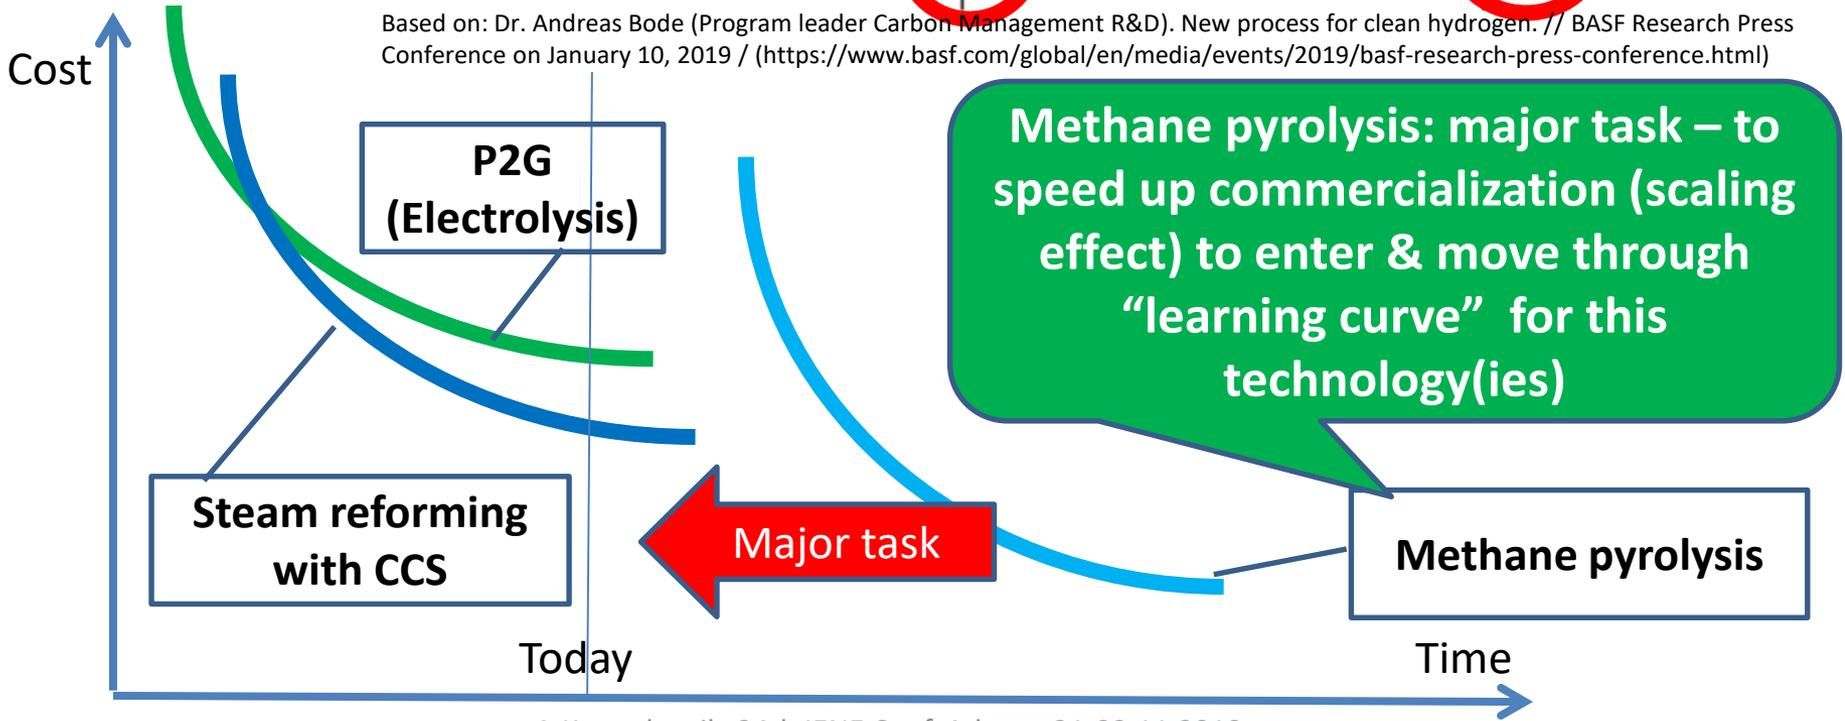 Based on: Dr. Andreas Bode (Program leader Carbon Management R&D). New process for clean hydrogen. // BASF Research Press
Conference on January 10, 2019 / (https://www.basf.com/global/en/media/events/2019/basf-research-press-conference.html)
Cost
P2G
(Electrolysis)
Methane pyrolysis: major task – to
speed up commercialization (scaling
effect) to enter & move through
“learning curve” for this
technology(ies)
Steam reforming
with CCS
Major task
Methane pyrolysis
Today
Time